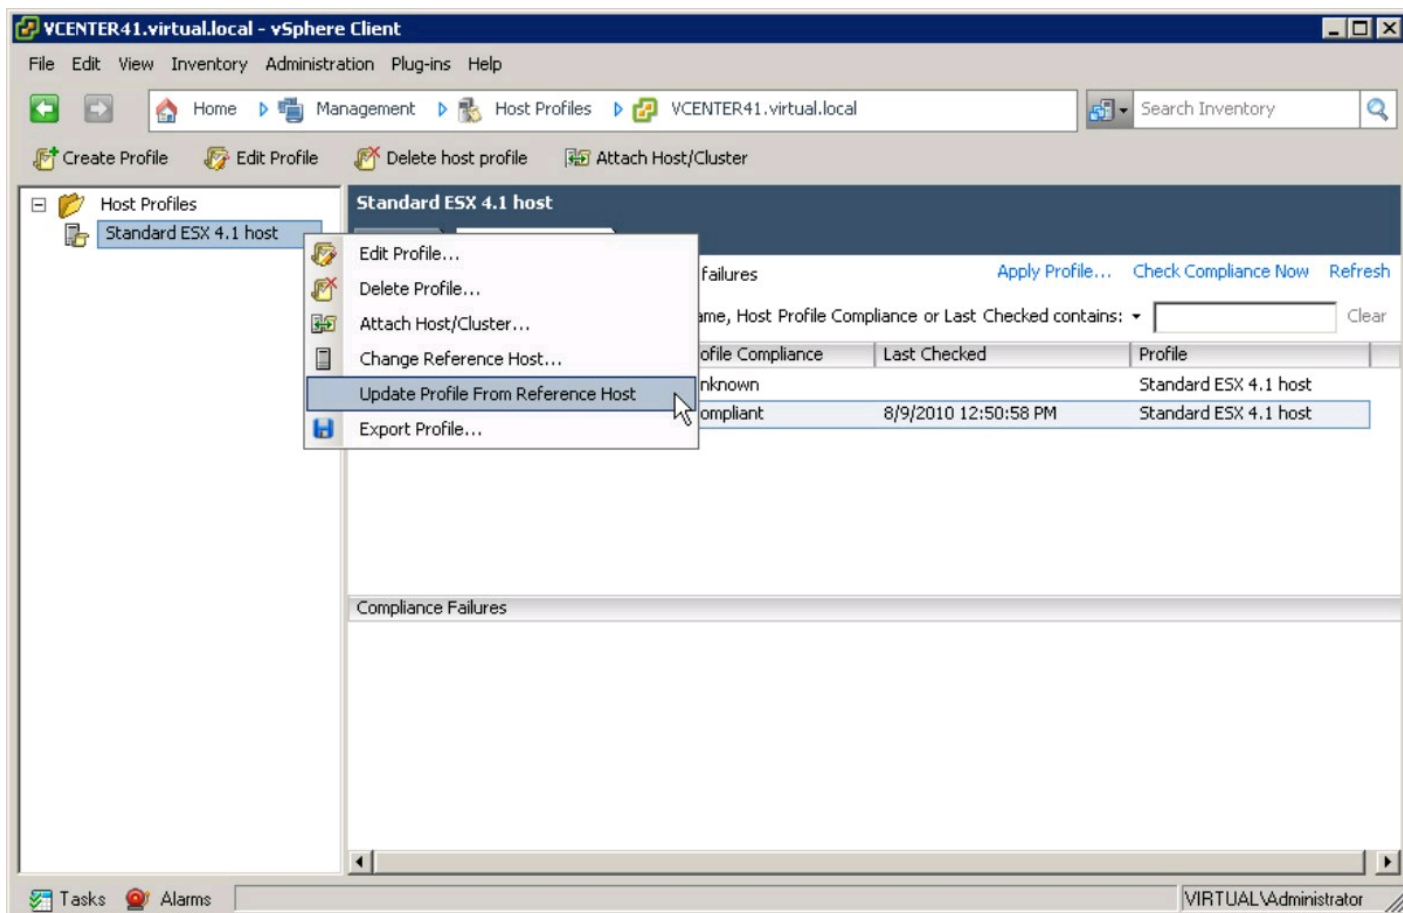 VCENTER41.virtual.local - vSphere Client
File Edit View Inventory Administration Plug-ins Help
Home Management Host Profiles VCENTER41.virtual.local Search Inventory
Create Profile Edit Profile Delete host profile Attach Host/Cluster
Host Profiles
Standard ESX 4.1 host
Standard ESX 4.1 host
Edit Profile...
Delete Profile...
Attach Host/Cluster...
Change Reference Host...
Update Profile From Reference Host
Export Profile...
failures Apply Profile... Check Compliance Now Refresh
ame, Host Profile Compliance or Last Checked contains: Clear
ofile Compliance Last Checked Profile
nknown Standard ESX 4.1 host
ompliant 8/9/2010 12:50:58 PM Standard ESX 4.1 host
Compliance Failures
Tasks Alarms VIRTUAL\Administrator